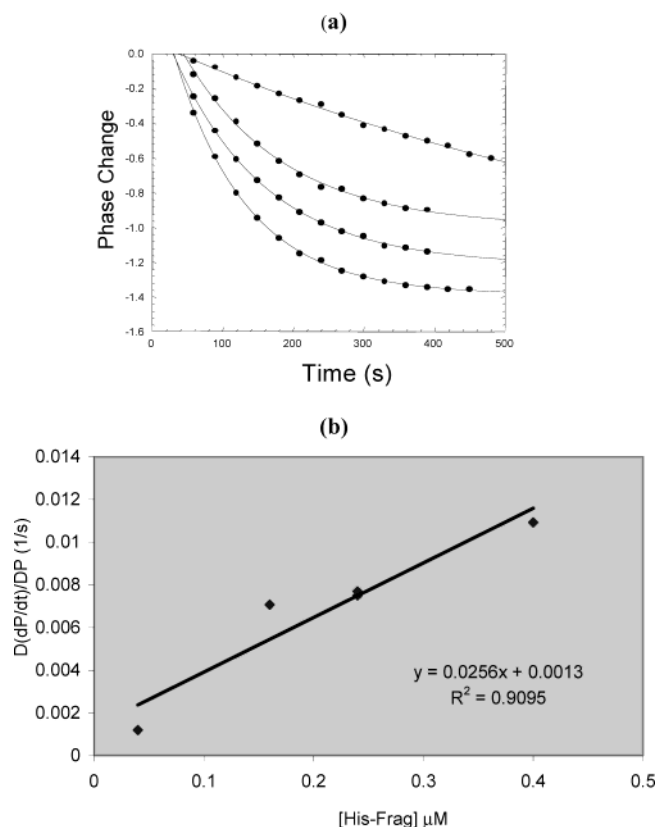 (a)
0.0
-0.2
-0.4
-0.6
-0.8
-1.0
-1.2
-1.4
-1.6
Phase Change
0 100 200 300 400 500
Time (s)
(b)
0.014
0.012
0.01
0.008
0.006
0.004
0.002
0
D(dP/dt)/DP (1/s)
y = 0.0256x + 0.0013
R² = 0.9095
0 0.1 0.2 0.3 0.4 0.5
[His-Frag] μM